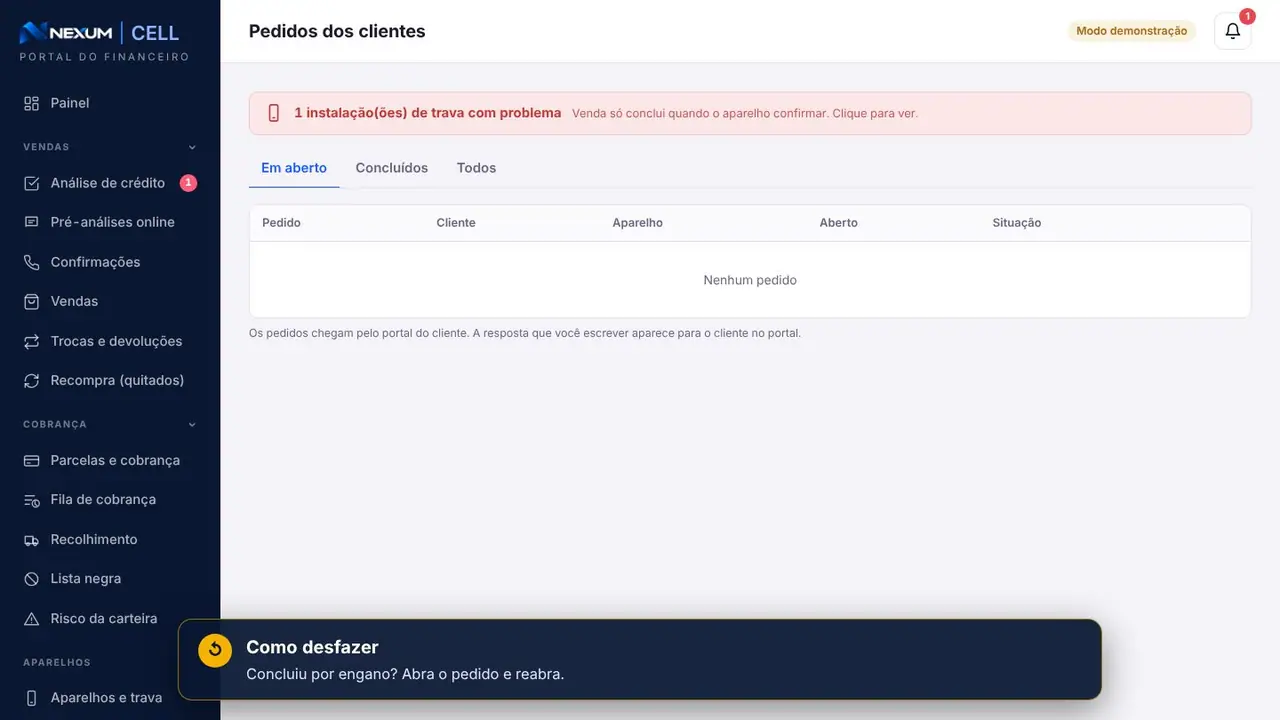 NEXUM | CELL
PORTAL DO FINANCEIRO
Painel
VENDAS
Análise de crédito 1
Pré-análises online
Confirmações
Vendas
Trocas e devoluções
Recompra (quitados)
COBRANÇA
Parcelas e cobrança
Fila de cobrança
Recolhimento
Lista negra
Risco da carteira
APARELHOS
Aparelhos e trava
Pedidos dos clientes
Modo demonstração
1
1 instalação(ões) de trava com problema Venda só conclui quando o aparelho confirmar. Clique para ver.
Em aberto Concluídos Todos
Pedido Cliente Aparelho Aberto Situação
Nenhum pedido
Os pedidos chegam pelo portal do cliente. A resposta que você escrever aparece para o cliente no portal.
Como desfazer
Concluiu por engano? Abra o pedido e reabra.